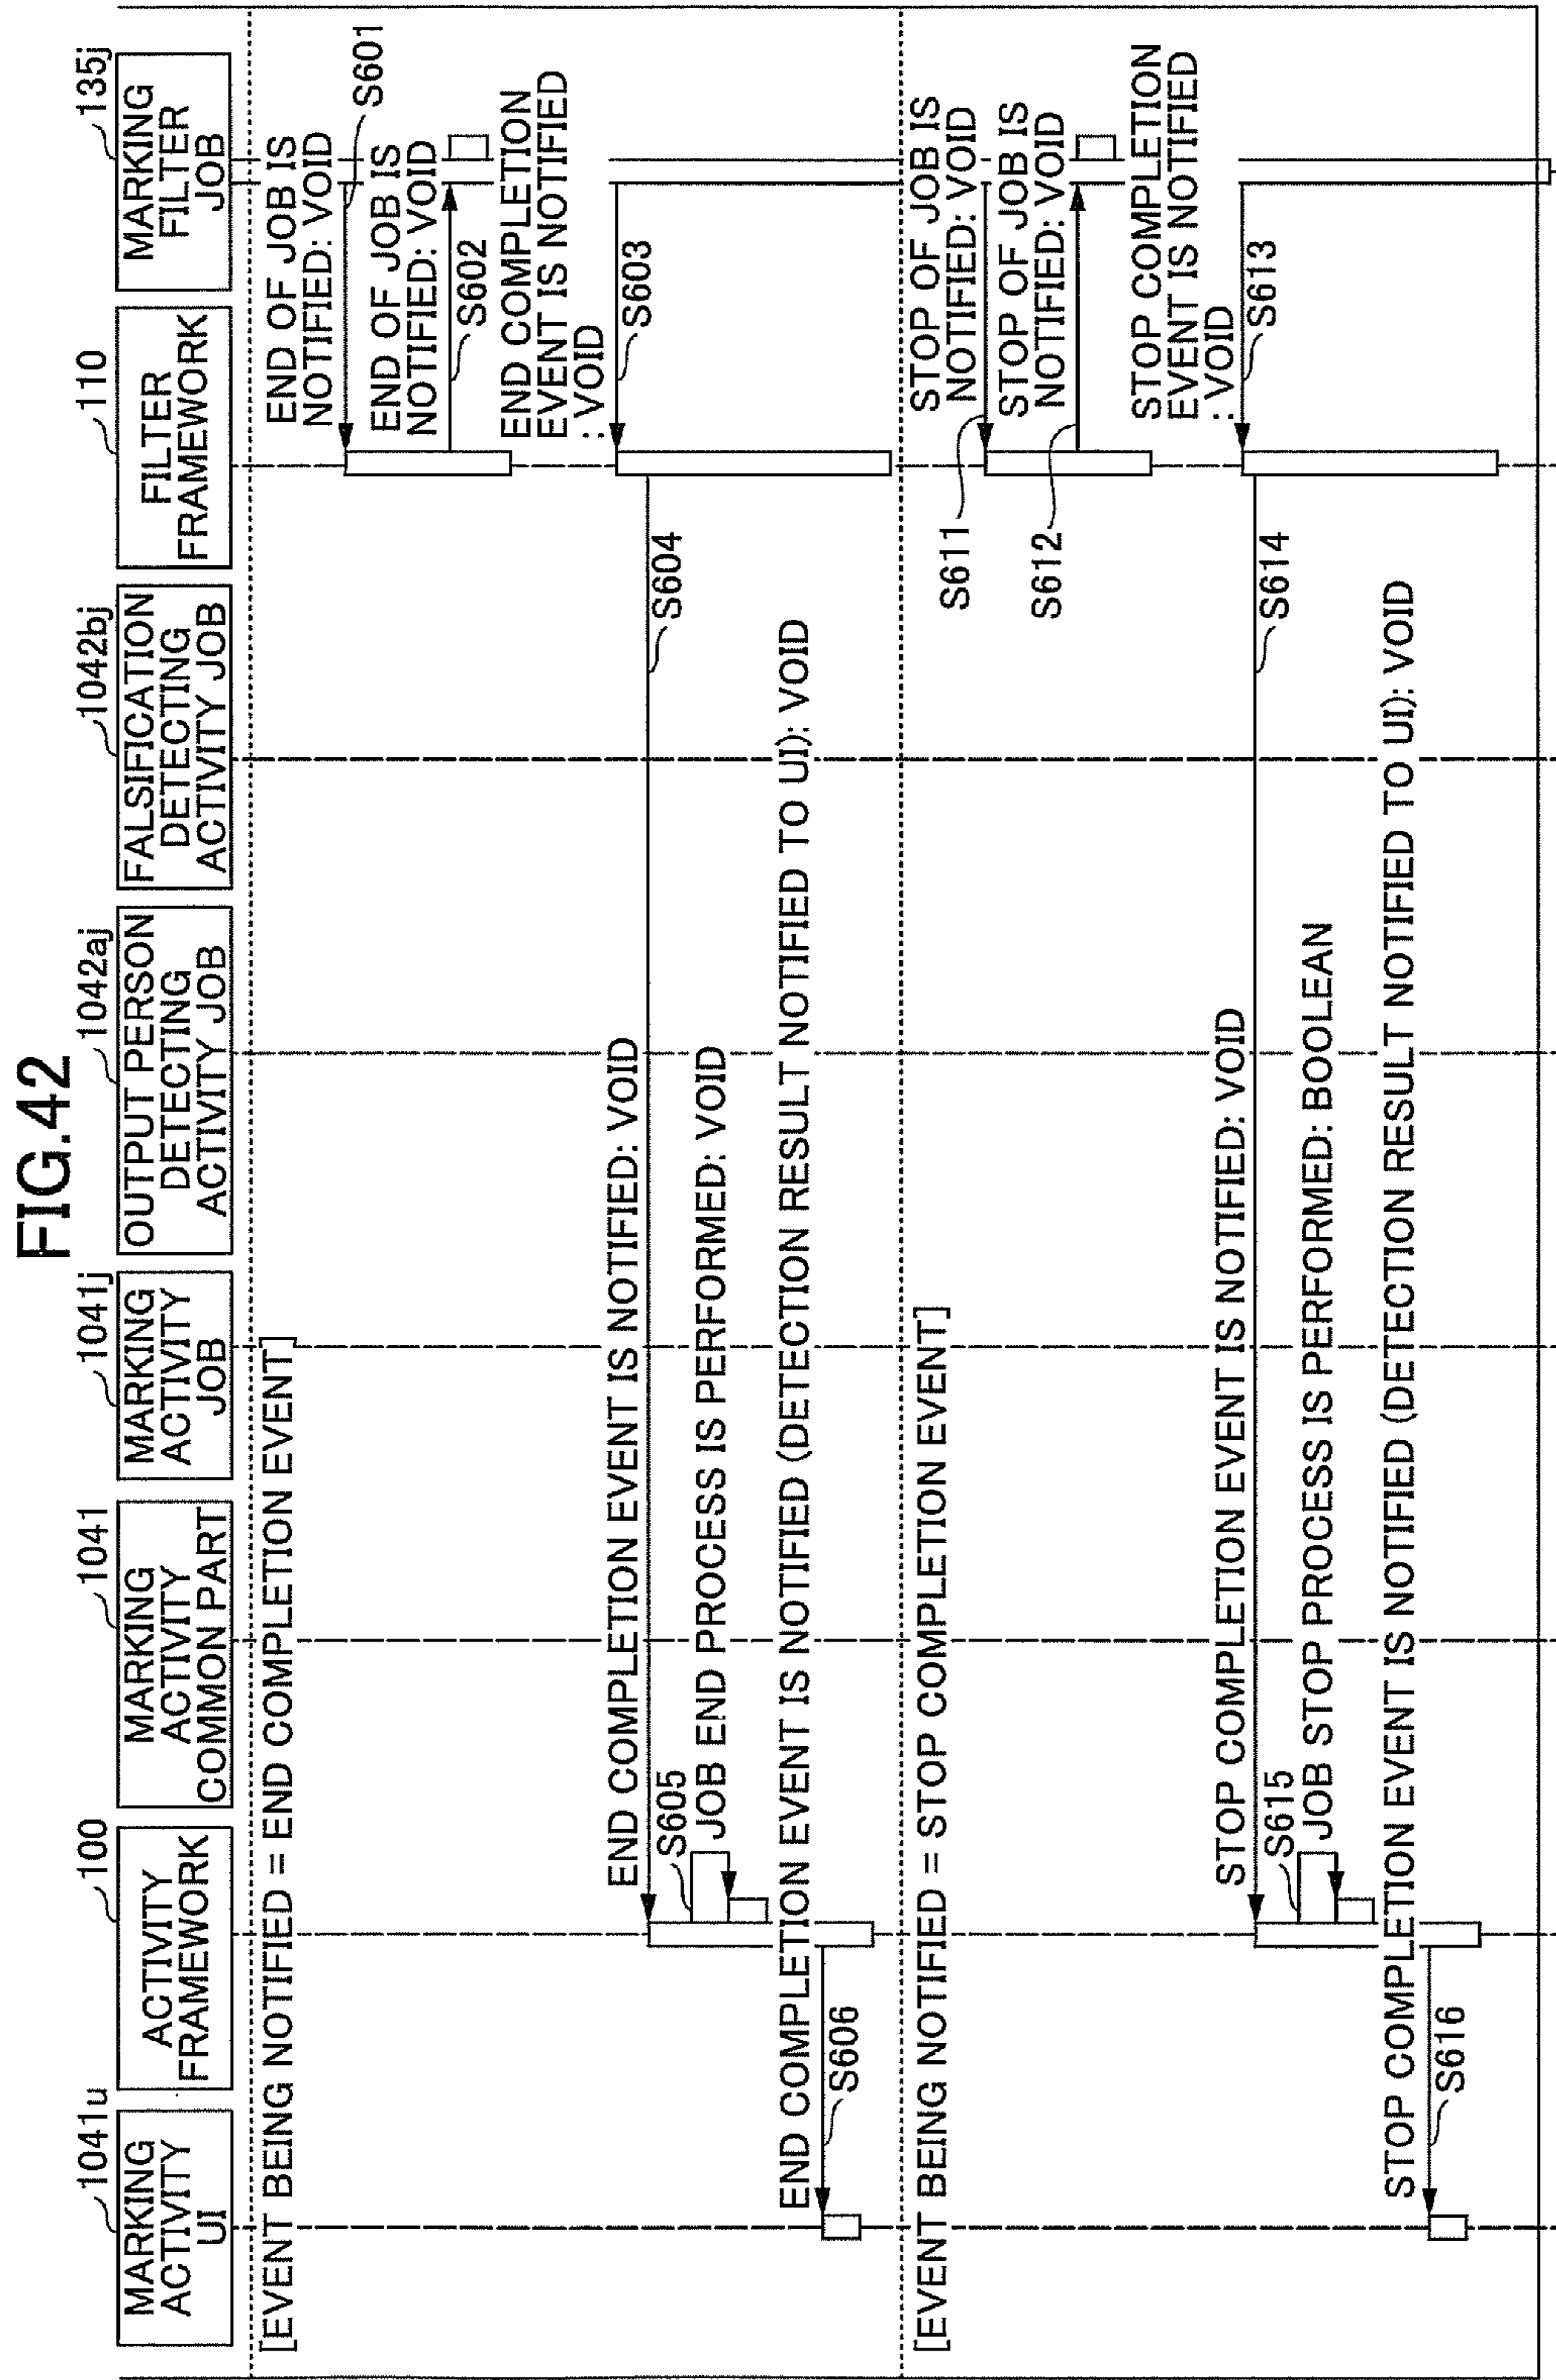 FIG.42
1041u
MARKING
ACTIVITY
UI
100
ACTIVITY
FRAMEWORK
1041
MARKING
ACTIVITY
COMMON PART
1041j
MARKING
ACTIVITY
JOB
1042aj
OUTPUT PERSON
DETECTING
ACTIVITY JOB
1042bj
FALSIFICATION
DETECTING
ACTIVITY JOB
110
FILTER
FRAMEWORK
135j
MARKING
FILTER
JOB
[EVENT BEING NOTIFIED = END COMPLETION EVENT]
END OF JOB IS
NOTIFIED: VOID
S601
END OF JOB IS
NOTIFIED: VOID
S602
END COMPLETION
EVENT IS NOTIFIED
: VOID
S603
END COMPLETION EVENT IS NOTIFIED: VOID
S604
S605
JOB END PROCESS IS PERFORMED: VOID
END COMPLETION EVENT IS NOTIFIED (DETECTION RESULT NOTIFIED TO UI): VOID
S606
[EVENT BEING NOTIFIED = STOP COMPLETION EVENT]
STOP OF JOB IS
NOTIFIED: VOID
S611
STOP OF JOB IS
NOTIFIED: VOID
S612
STOP COMPLETION
EVENT IS NOTIFIED
: VOID
S613
STOP COMPLETION EVENT IS NOTIFIED: VOID
S614
S615
JOB STOP PROCESS IS PERFORMED: BOOLEAN
STOP COMPLETION EVENT IS NOTIFIED (DETECTION RESULT NOTIFIED TO UI): VOID
S616